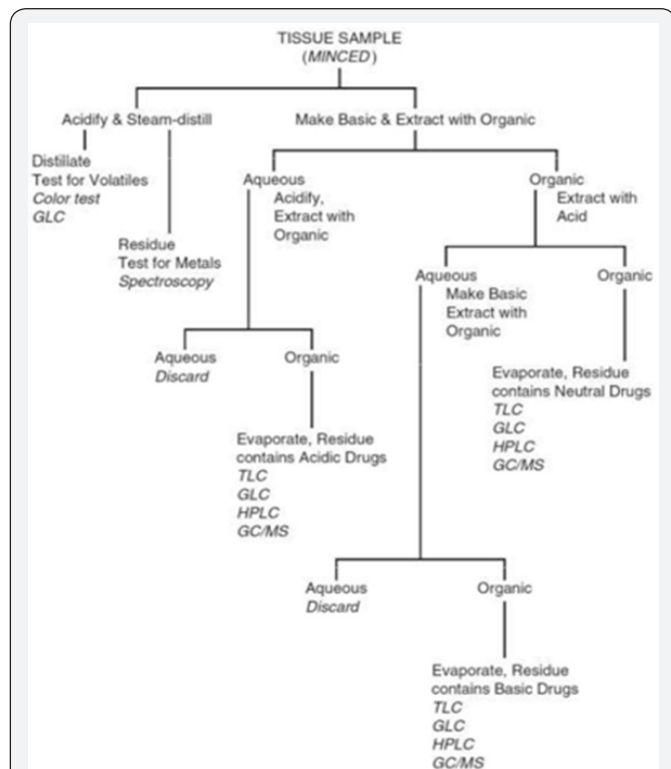 TISSUE SAMPLE
(MINCED)
Acidify & Steam-distill
Make Basic & Extract with Organic
Distillate
Test for Volatiles
Color test
GLC
Residue
Test for Metals
Spectroscopy
Aqueous
Acidify,
Extract with
Organic
Organic
Extract with
Acid
Aqueous
Discard
Organic
Evaporate, Residue
contains Acidic Drugs
TLC
GLC
HPLC
GC/MS
Aqueous
Make Basic
Extract with
Organic
Organic
Evaporate, Residue
contains Neutral Drugs
TLC
GLC
HPLC
GC/MS
Aqueous
Discard
Organic
Evaporate, Residue
contains Basic Drugs
TLC
GLC
HPLC
GC/MS